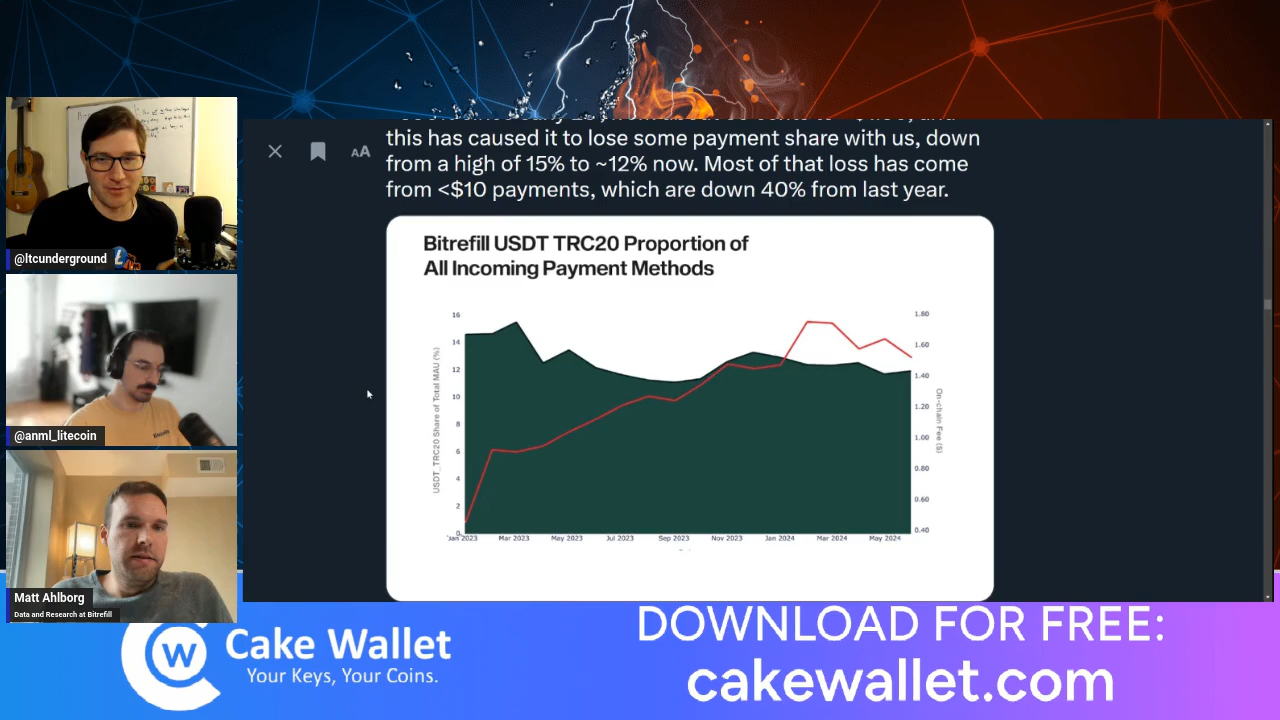 this has caused it to lose some payment share with us, down
from a high of 15% to ~12% now. Most of that loss has come
from <$10 payments, which are down 40% from last year.
AA
Bitrefill USDT TRC20 Proportion of
All Incoming Payment Methods
16
14
12
10
8
6
4
2
0
USDT_TRC20 Share of Total MAU (%)
1.80
1.60
1.40
1.20
1.00
0.80
0.60
0.40
On-chain Fee ($)
Jan 2023
Mar 2023
May 2023
Jul 2023
Sep 2023
Nov 2023
Jan 2024
Mar 2024
May 2024
@ltcunderground
@anml_litecoin
Matt Ahlborg
Data and Research at Bitrefill
W
Cake Wallet
Your Keys, Your Coins.
DOWNLOAD FOR FREE:
cakewallet.com